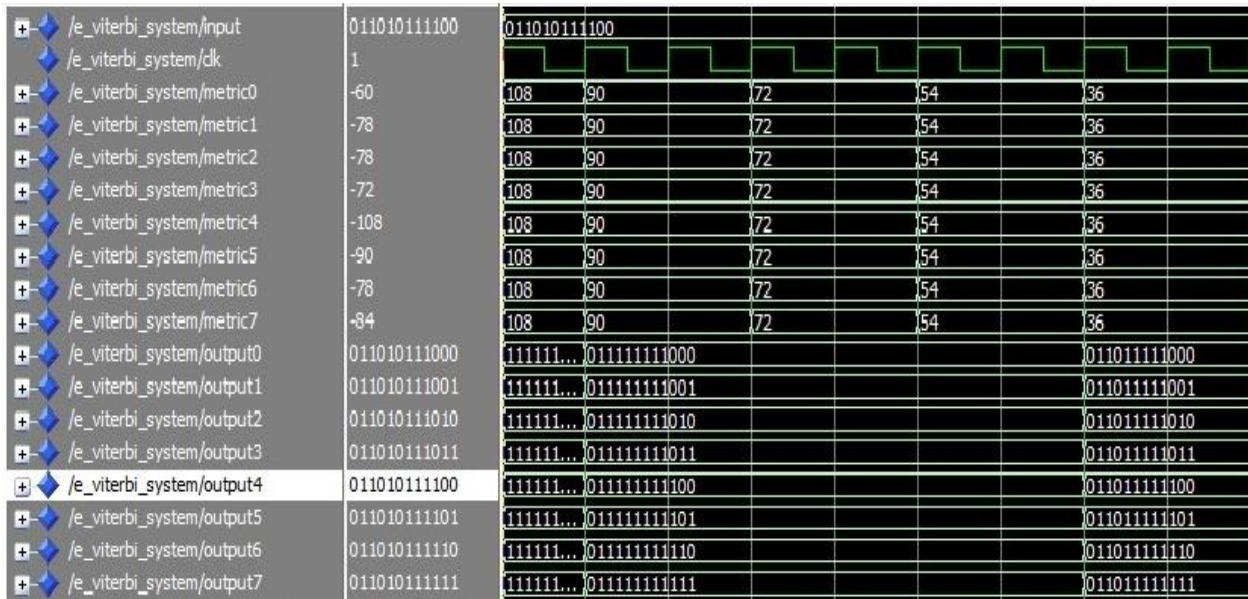 /e_viterbi_system/input 011010111100 011010111100
/e_viterbi_system/clk 1
/e_viterbi_system/metric0 -60 108 90 72 54 36
/e_viterbi_system/metric1 -78 108 90 72 54 36
/e_viterbi_system/metric2 -78 108 90 72 54 36
/e_viterbi_system/metric3 -72 108 90 72 54 36
/e_viterbi_system/metric4 -108 108 90 72 54 36
/e_viterbi_system/metric5 -90 108 90 72 54 36
/e_viterbi_system/metric6 -78 108 90 72 54 36
/e_viterbi_system/metric7 -84 108 90 72 54 36
/e_viterbi_system/output0 011010111000 111111... 011111111000 011011111000
/e_viterbi_system/output1 011010111001 111111... 011111111001 011011111001
/e_viterbi_system/output2 011010111010 111111... 011111111010 011011111010
/e_viterbi_system/output3 011010111011 111111... 011111111011 011011111011
/e_viterbi_system/output4 011010111100 111111... 011111111100 011011111100
/e_viterbi_system/output5 011010111101 111111... 011111111101 011011111101
/e_viterbi_system/output6 011010111110 111111... 011111111110 011011111110
/e_viterbi_system/output7 011010111111 111111... 011111111111 011011111111